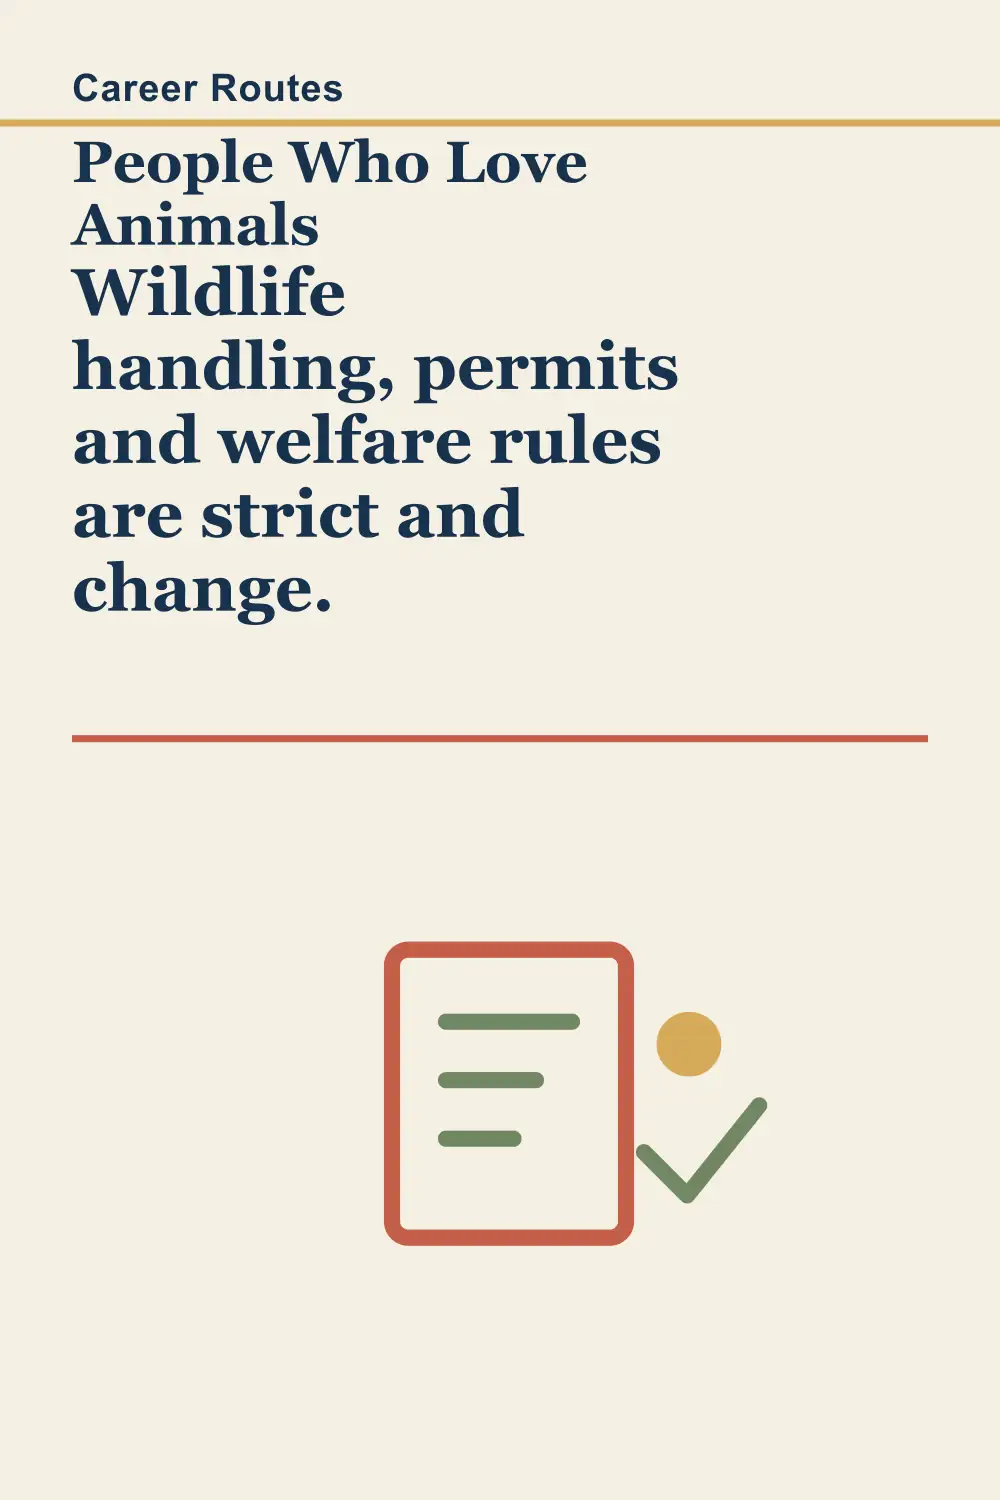 Career Routes
People Who Love
Animals
Wildlife
handling, permits
and welfare rules
are strict and
change.